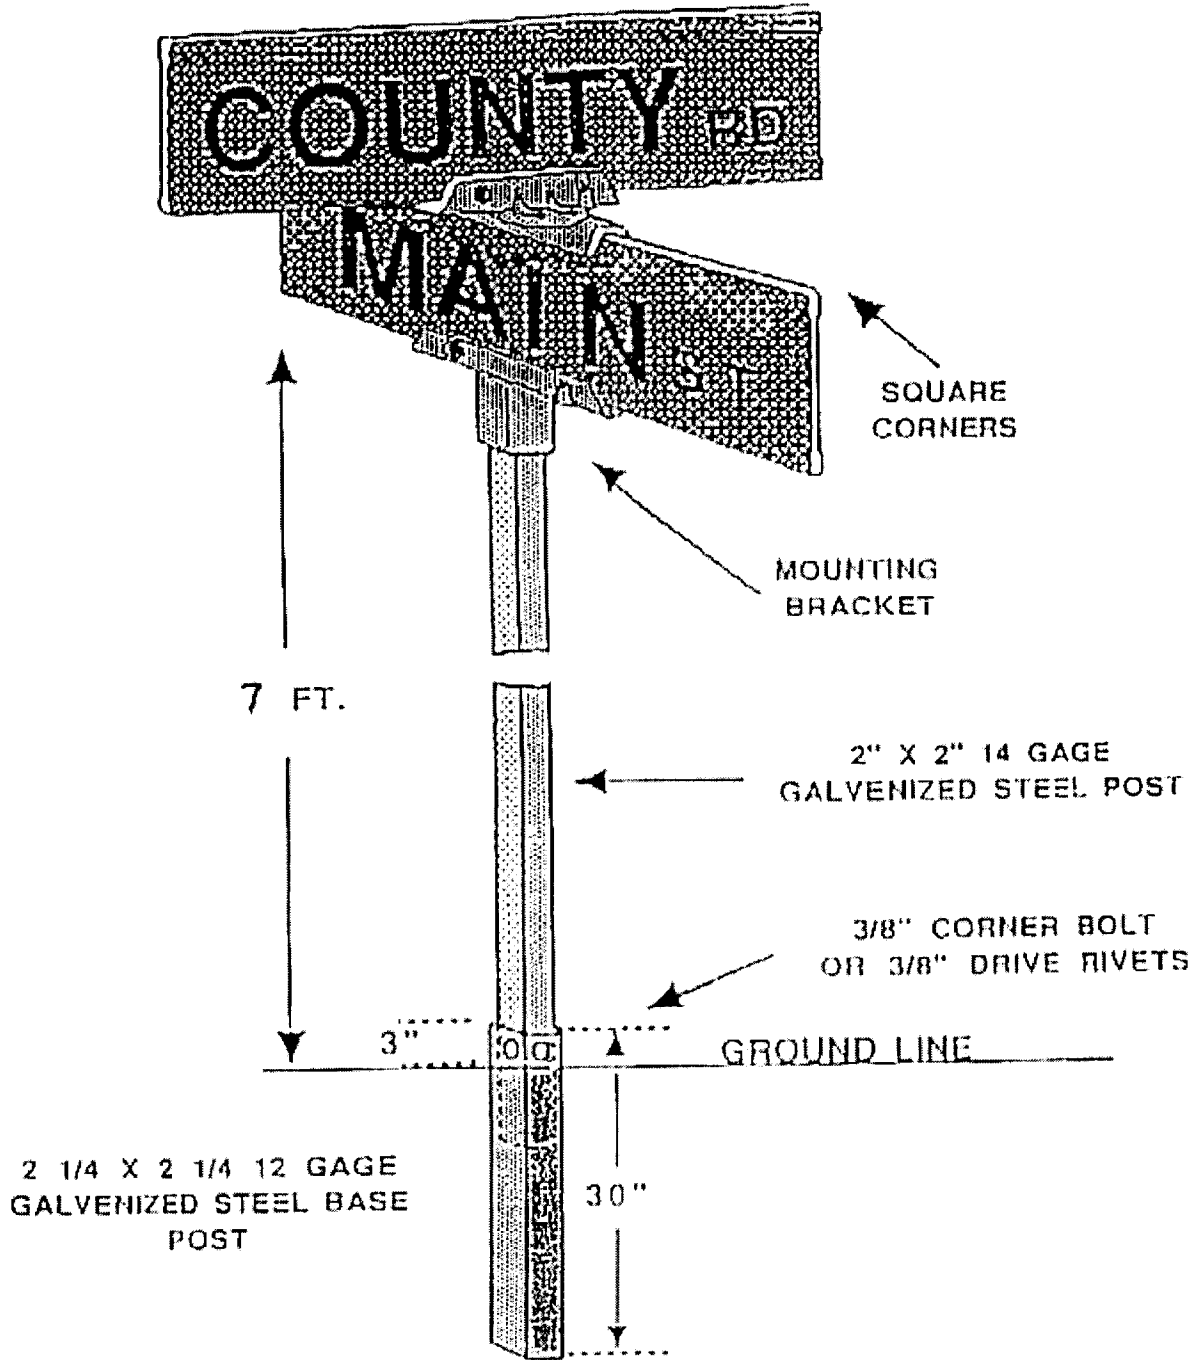 COUNTY RD
MAIN ST
SQUARE
CORNERS
MOUNTING
BRACKET
7 FT.
2" X 2" 14 GAGE
GALVENIZED STEEL POST
3/8" CORNER BOLT
OR 3/8" DRIVE RIVETS
3"
GROUND LINE
2 1/4 X 2 1/4 12 GAGE
GALVENIZED STEEL BASE
POST
30"